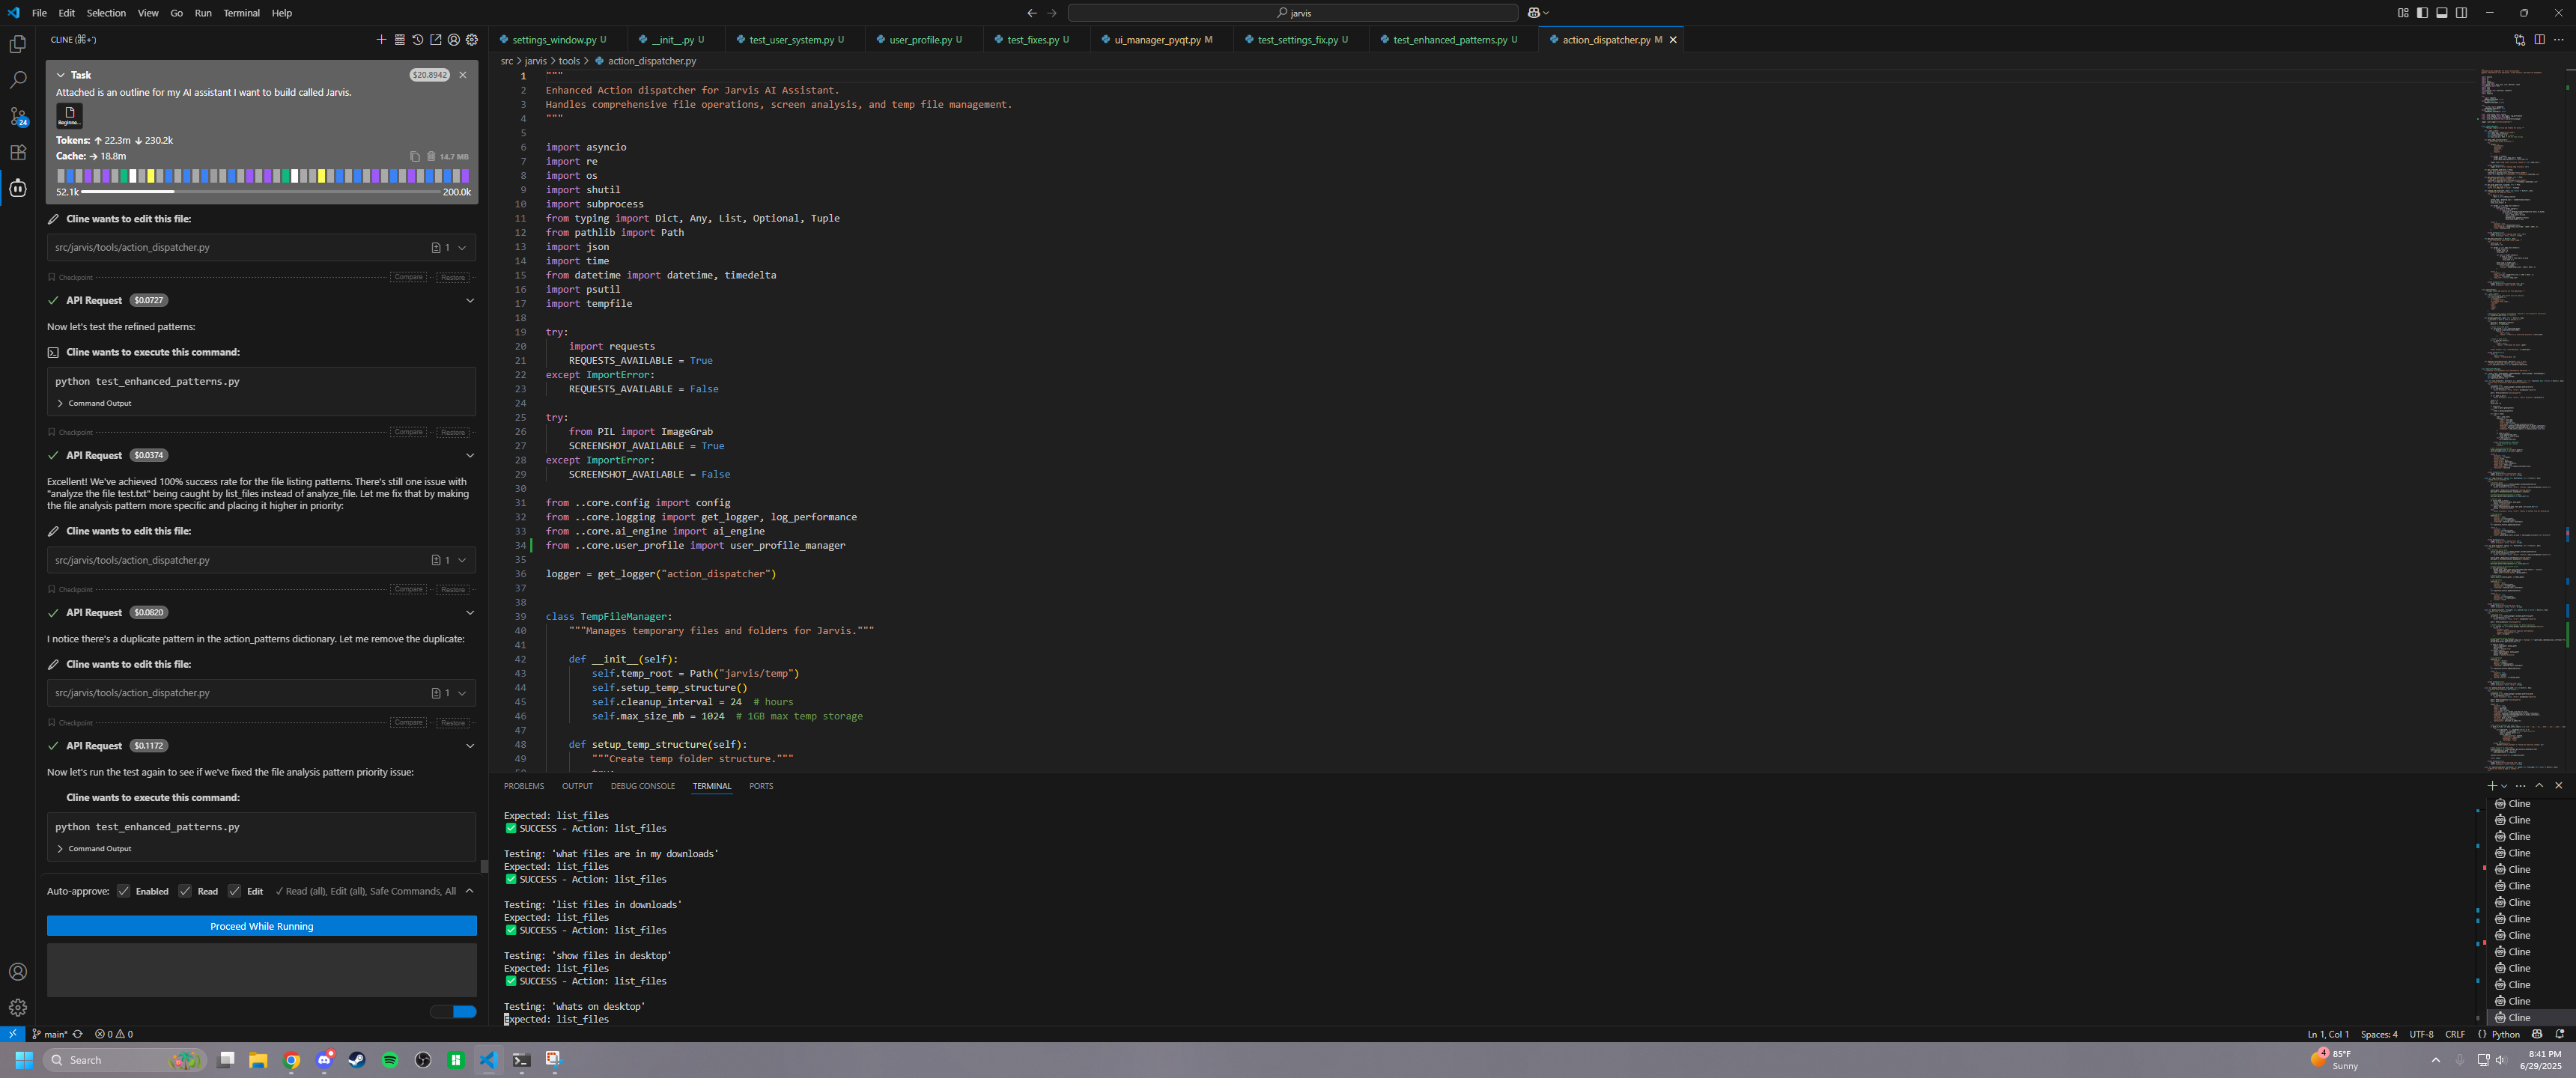 File Edit Selection View Go Run Terminal Help
jarvis
CLINE (⌘+')
Task
$20.8942
Attached is an outline for my AI assistant I want to build called Jarvis.
Beginne...
Tokens: ↑ 22.3m ↓ 230.2k
Cache: → 18.8m
14.7 MB
52.1k 200.0k
Cline wants to edit this file:
src/jarvis/tools/action_dispatcher.py 1
Checkpoint Compare Restore
API Request $0.0727
Now let's test the refined patterns:
Cline wants to execute this command:
python test_enhanced_patterns.py
Command Output
Checkpoint Compare Restore
API Request $0.0374
Excellent! We've achieved 100% success rate for the file listing patterns. There's still one issue with
"analyze the file test.txt" being caught by list_files instead of analyze_file. Let me fix that by making
the file analysis pattern more specific and placing it higher in priority:
Cline wants to edit this file:
src/jarvis/tools/action_dispatcher.py 1
Checkpoint Compare Restore
API Request $0.0820
I notice there's a duplicate pattern in the action_patterns dictionary. Let me remove the duplicate:
Cline wants to edit this file:
src/jarvis/tools/action_dispatcher.py 1
Checkpoint Compare Restore
API Request $0.1172
Now let's run the test again to see if we've fixed the file analysis pattern priority issue:
Cline wants to execute this command:
python test_enhanced_patterns.py
Command Output
Auto-approve: Enabled Read Edit ✓ Read (all), Edit (all), Safe Commands, All
Proceed While Running
24
settings_window.py U __init__.py U test_user_system.py U user_profile.py U test_fixes.py U ui_manager_pyqt.py M test_settings_fix.py U test_enhanced_patterns.py U action_dispatcher.py M
src > jarvis > tools > action_dispatcher.py
1 """
2 Enhanced Action dispatcher for Jarvis AI Assistant.
3 Handles comprehensive file operations, screen analysis, and temp file management.
4 """
5
6 import asyncio
7 import re
8 import os
9 import shutil
10 import subprocess
11 from typing import Dict, Any, List, Optional, Tuple
12 from pathlib import Path
13 import json
14 import time
15 from datetime import datetime, timedelta
16 import psutil
17 import tempfile
18
19 try:
20 import requests
21 REQUESTS_AVAILABLE = True
22 except ImportError:
23 REQUESTS_AVAILABLE = False
24
25 try:
26 from PIL import ImageGrab
27 SCREENSHOT_AVAILABLE = True
28 except ImportError:
29 SCREENSHOT_AVAILABLE = False
30
31 from ..core.config import config
32 from ..core.logging import get_logger, log_performance
33 from ..core.ai_engine import ai_engine
34 from ..core.user_profile import user_profile_manager
35
36 logger = get_logger("action_dispatcher")
37
38
39 class TempFileManager:
40 """Manages temporary files and folders for Jarvis."""
41
42 def __init__(self):
43 self.temp_root = Path("jarvis/temp")
44 self.setup_temp_structure()
45 self.cleanup_interval = 24 # hours
46 self.max_size_mb = 1024 # 1GB max temp storage
47
48 def setup_temp_structure(self):
49 """Create temp folder structure."""
50 try:
PROBLEMS OUTPUT DEBUG CONSOLE TERMINAL PORTS
Expected: list_files
✅ SUCCESS - Action: list_files
Testing: 'what files are in my downloads'
Expected: list_files
✅ SUCCESS - Action: list_files
Testing: 'list files in downloads'
Expected: list_files
✅ SUCCESS - Action: list_files
Testing: 'show files in desktop'
Expected: list_files
✅ SUCCESS - Action: list_files
Testing: 'whats on desktop'
Expected: list_files
Cline
Cline
Cline
Cline
Cline
Cline
Cline
Cline
Cline
Cline
Cline
Cline
Cline
Cline
main* 0 0
Ln 1, Col 1 Spaces: 4 UTF-8 CRLF {} Python
Search
4
85°F
Sunny
8:41 PM
6/29/2025